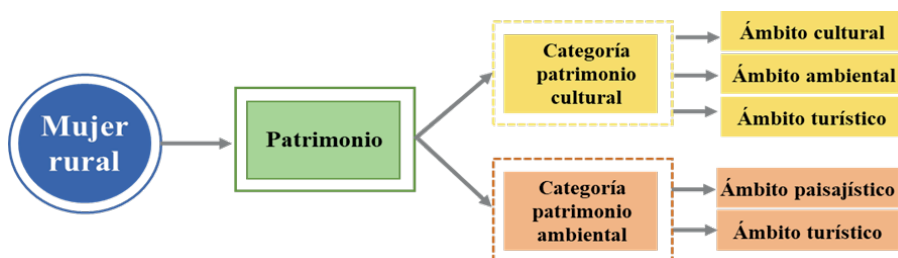 Mujer
rural
Patrimonio
Categoría
patrimonio
cultural
Ámbito cultural
Ámbito ambiental
Ámbito turístico
Categoría
patrimonio
ambiental
Ámbito paisajístico
Ámbito turístico